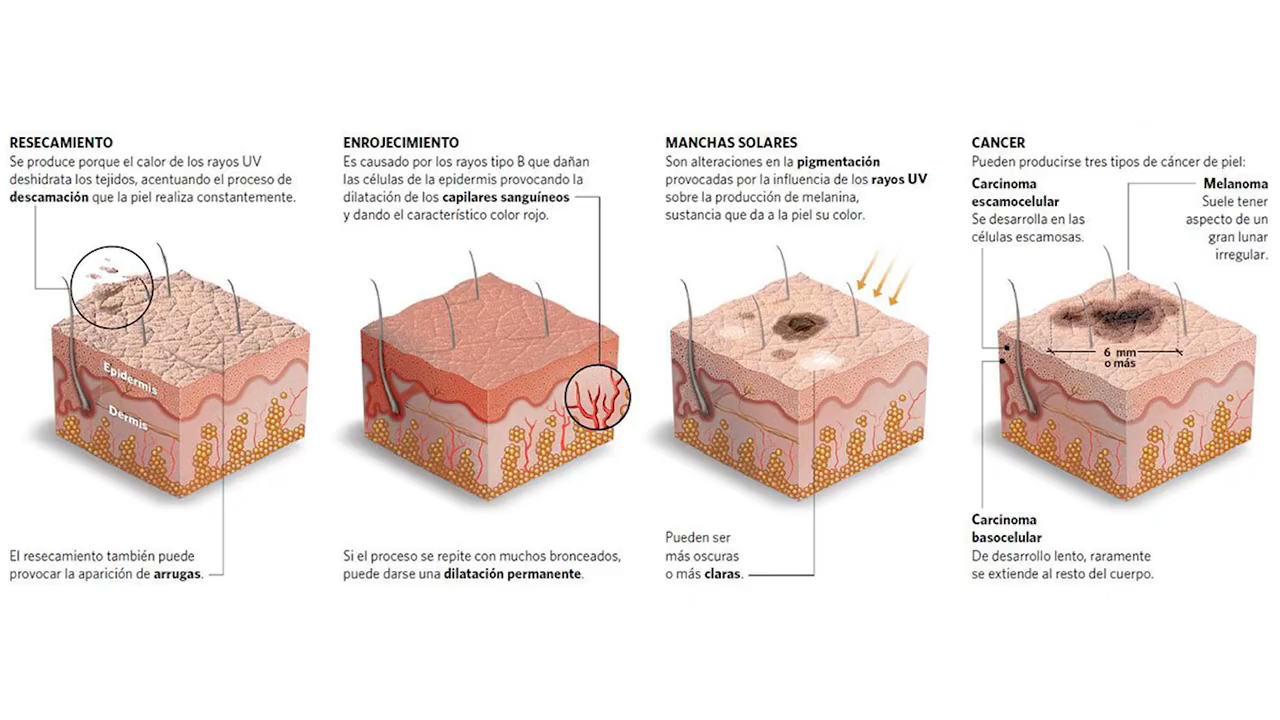 RESECAMIENTO
Se produce porque el calor de los rayos UV
deshidrata los tejidos, acentuando el proceso de
descamación que la piel realiza constantemente.
Epidermis
Dermis
El resecamiento también puede
provocar la aparición de arrugas.
ENROJECIMIENTO
Es causado por los rayos tipo B que dañan
las células de la epidermis provocando la
dilatación de los capilares sanguíneos
y dando el característico color rojo.
Si el proceso se repite con muchos bronceados,
puede darse una dilatación permanente.
MANCHAS SOLARES
Son alteraciones en la pigmentación
provocadas por la influencia de los rayos UV
sobre la producción de melanina,
sustancia que da a la piel su color.
Pueden ser
más oscuras
o más claras.
CANCER
Pueden producirse tres tipos de cáncer de piel:
Carcinoma
escamocelular
Se desarrolla en las
células escamosas.
Melanoma
Suele tener
aspecto de un
gran lunar
irregular.
6 mm
o más
Carcinoma
basocelular
De desarrollo lento, raramente
se extiende al resto del cuerpo.